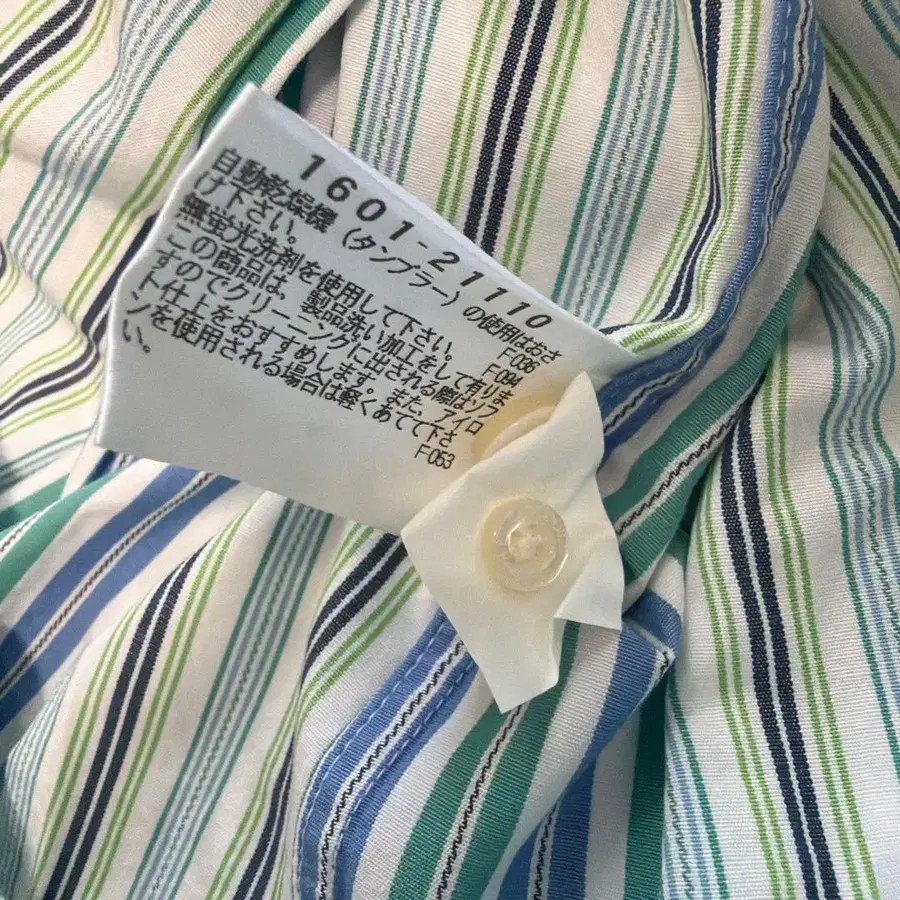 1601-21110
自動乾燥機（タンブラー）の使用はおさ
け下さい。 F036
無蛍光洗剤を使用して下さい。 F094
この商品は、製品洗い加工をして有りま
すのでクリーニングに出される際はソフ
ト仕上をおすすめします。また、アイロ
ンを使用される場合は軽くあてて下さ
い。 F053